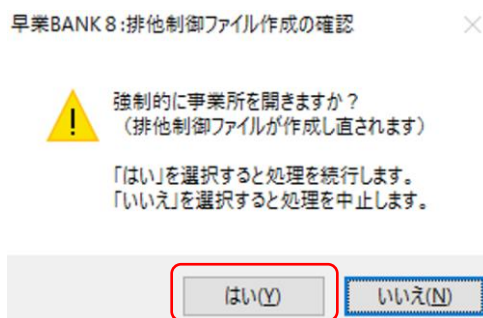 早業BANK８:排他制御ファイル作成の確認
強制的に事業所を開きますか？
（排他制御ファイルが作成し直されます）
「はい」を選択すると処理を続行します。
「いいえ」を選択すると処理を中止します。
はい(Y)
いいえ(N)